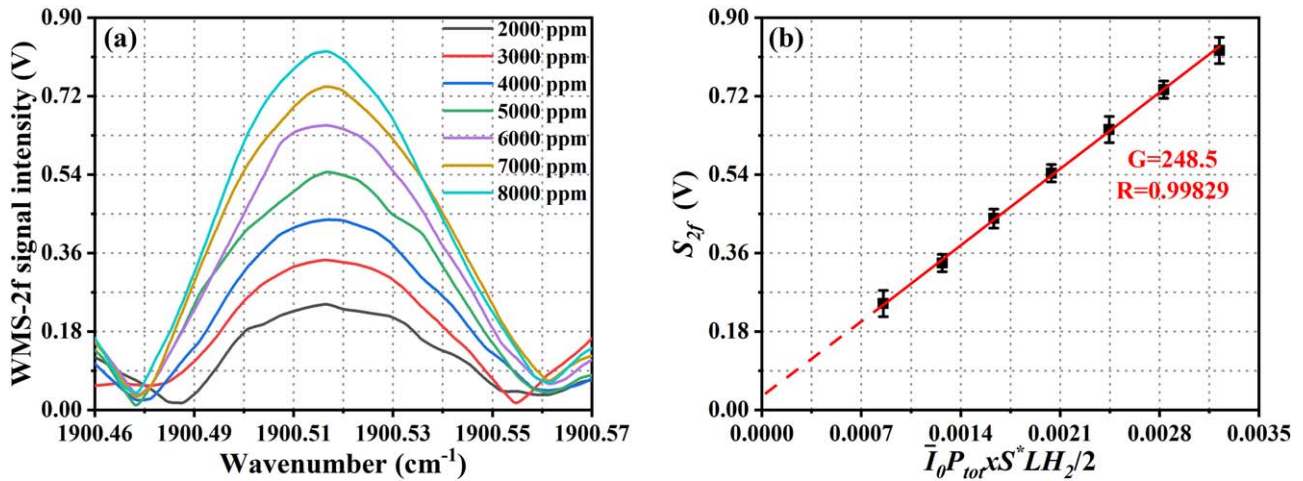 (a)
WMS-2f signal intensity (V)
0.90
0.72
0.54
0.36
0.18
0.00
2000 ppm
3000 ppm
4000 ppm
5000 ppm
6000 ppm
7000 ppm
8000 ppm
1900.46 1900.49 1900.51 1900.53 1900.55 1900.57
Wavenumber (cm⁻¹)
(b)
S₂f (V)
0.90
0.72
0.54
0.36
0.18
0.00
G=248.5
R=0.99829
0.0000 0.0007 0.0014 0.0021 0.0028 0.0035
Ī₀PtotxS*LH₂/2